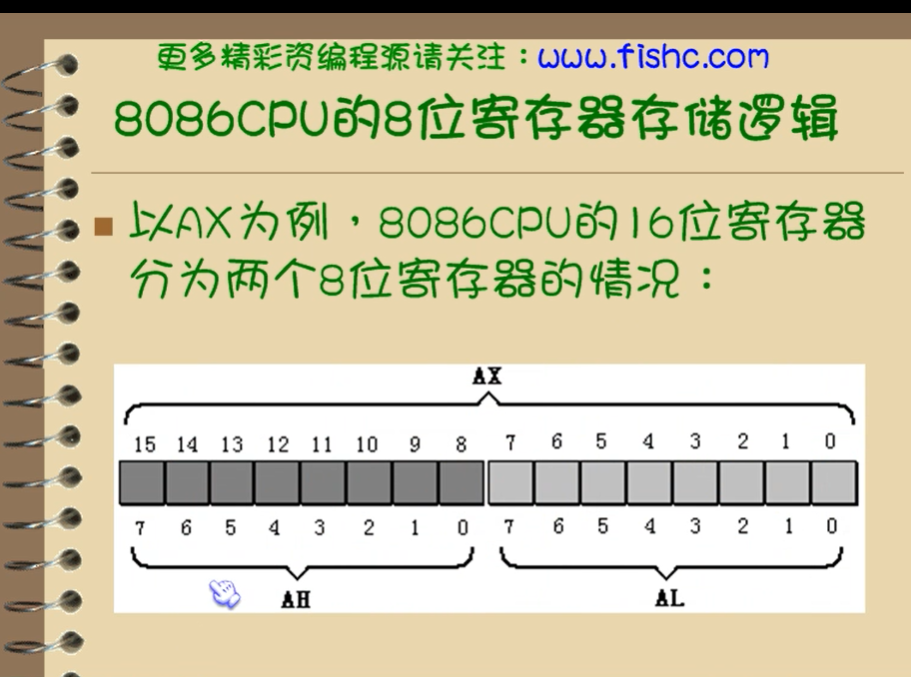 更多精彩资编程源请关注：www.fishc.com
8086CPU的8位寄存器存储逻辑
以AX为例，8086CPU的16位寄存器
分为两个8位寄存器的情况：
AX
15 14 13 12 11 10 9 8 7 6 5 4 3 2 1 0
7 6 5 4 3 2 1 0 7 6 5 4 3 2 1 0
AH AL